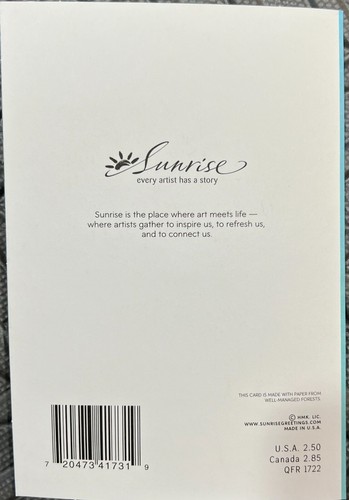 Sunrise
every artist has a story
Sunrise is the place where art meets life —
where artists gather to inspire us, to refresh us,
and to connect us.
THIS CARD IS MADE WITH PAPER FROM
WELL MANAGED FORESTS.
© HMK. LIC.
WWW.SUNRISEGREETINGS.COM
MADE IN U.S.A.
U.S.A. 2.50
Canada 2.85
QFR 1722
7 20473 41731 9